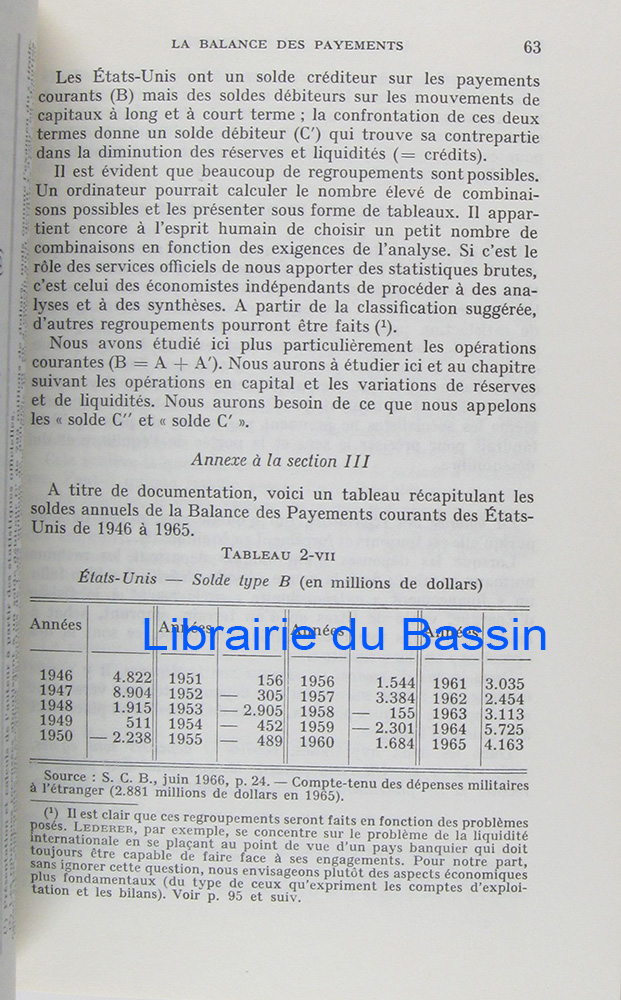 LA BALANCE DES PAYEMENTS 63
Les États-Unis ont un solde créditeur sur les payements
courants (B) mais des soldes débiteurs sur les mouvements de
capitaux à long et à court terme ; la confrontation de ces deux
termes donne un solde débiteur (C′) qui trouve sa contrepartie
dans la diminution des réserves et liquidités (= crédits).
Il est évident que beaucoup de regroupements sont possibles.
Un ordinateur pourrait calculer le nombre élevé de combinai-
sons possibles et les présenter sous forme de tableaux. Il appar-
tient encore à l'esprit humain de choisir un petit nombre de
combinaisons en fonction des exigences de l'analyse. Si c'est le
rôle des services officiels de nous apporter des statistiques brutes,
c'est celui des économistes indépendants de procéder à des ana-
lyses et à des synthèses. A partir de la classification suggérée,
d'autres regroupements pourront être faits (¹).
Nous avons étudié ici plus particulièrement les opérations
courantes (B = A + A′). Nous aurons à étudier ici et au chapitre
suivant les opérations en capital et les variations de réserves
et de liquidités. Nous aurons besoin de ce que nous appelons
les « solde C″ et « solde C′ ».
Annexe à la section III
A titre de documentation, voici un tableau récapitulant les
soldes annuels de la Balance des Payements courants des États-
Unis de 1946 à 1965.
TABLEAU 2-VII
États-Unis — Solde type B (en millions de dollars)
Années Années Années Années
Librairie du Bassin
1946 4.822 1951 156 1956 1.544 1961 3.035
1947 8.904 1952 — 305 1957 3.384 1962 2.454
1948 1.915 1953 — 2.905 1958 — 155 1963 3.113
1949 511 1954 — 452 1959 — 2.301 1964 5.725
1950 — 2.238 1955 — 489 1960 1.684 1965 4.163
Source : S. C. B., juin 1966, p. 24. — Compte-tenu des dépenses militaires
à l'étranger (2.881 millions de dollars en 1965).
(¹) Il est clair que ces regroupements seront faits en fonction des problèmes
posés. LEDERER, par exemple, se concentre sur le problème de la liquidité
internationale en se plaçant au point de vue d'un pays banquier qui doit
toujours être capable de faire face à ses engagements. Pour notre part,
sans ignorer cette question, nous envisageons plutôt des aspects économiques
plus fondamentaux (du type de ceux qu'expriment les comptes d'exploi-
tation et les bilans). Voir p. 95 et suiv.